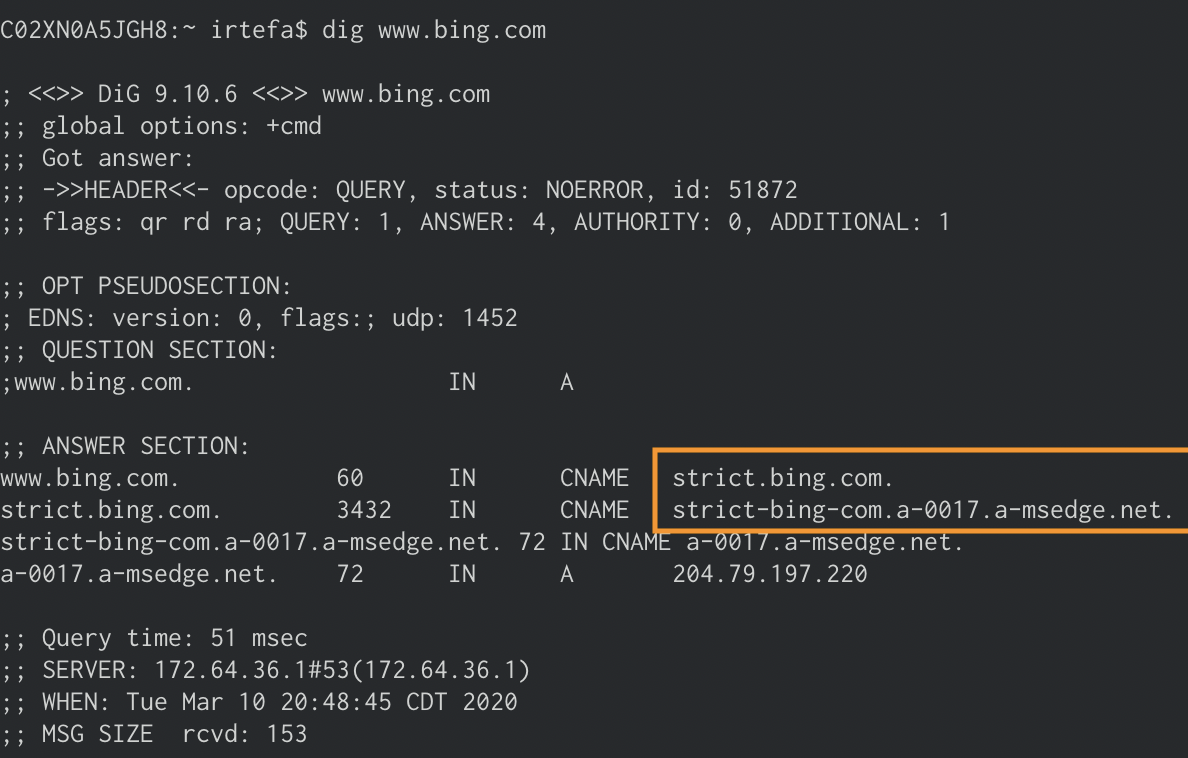 C02XN0A5JGH8:~ irtefa$ dig www.bing.com
; <<>> DiG 9.10.6 <<>> www.bing.com
;; global options: +cmd
;; Got answer:
;; ->>HEADER<<- opcode: QUERY, status: NOERROR, id: 51872
;; flags: qr rd ra; QUERY: 1, ANSWER: 4, AUTHORITY: 0, ADDITIONAL: 1
;; OPT PSEUDOSECTION:
; EDNS: version: 0, flags:; udp: 1452
;; QUESTION SECTION:
;www.bing.com. IN A
;; ANSWER SECTION:
www.bing.com. 60 IN CNAME strict.bing.com.
strict.bing.com. 3432 IN CNAME strict-bing-com.a-0017.a-msedge.net.
strict-bing-com.a-0017.a-msedge.net. 72 IN CNAME a-0017.a-msedge.net.
a-0017.a-msedge.net. 72 IN A 204.79.197.220
;; Query time: 51 msec
;; SERVER: 172.64.36.1#53(172.64.36.1)
;; WHEN: Tue Mar 10 20:48:45 CDT 2020
;; MSG SIZE rcvd: 153